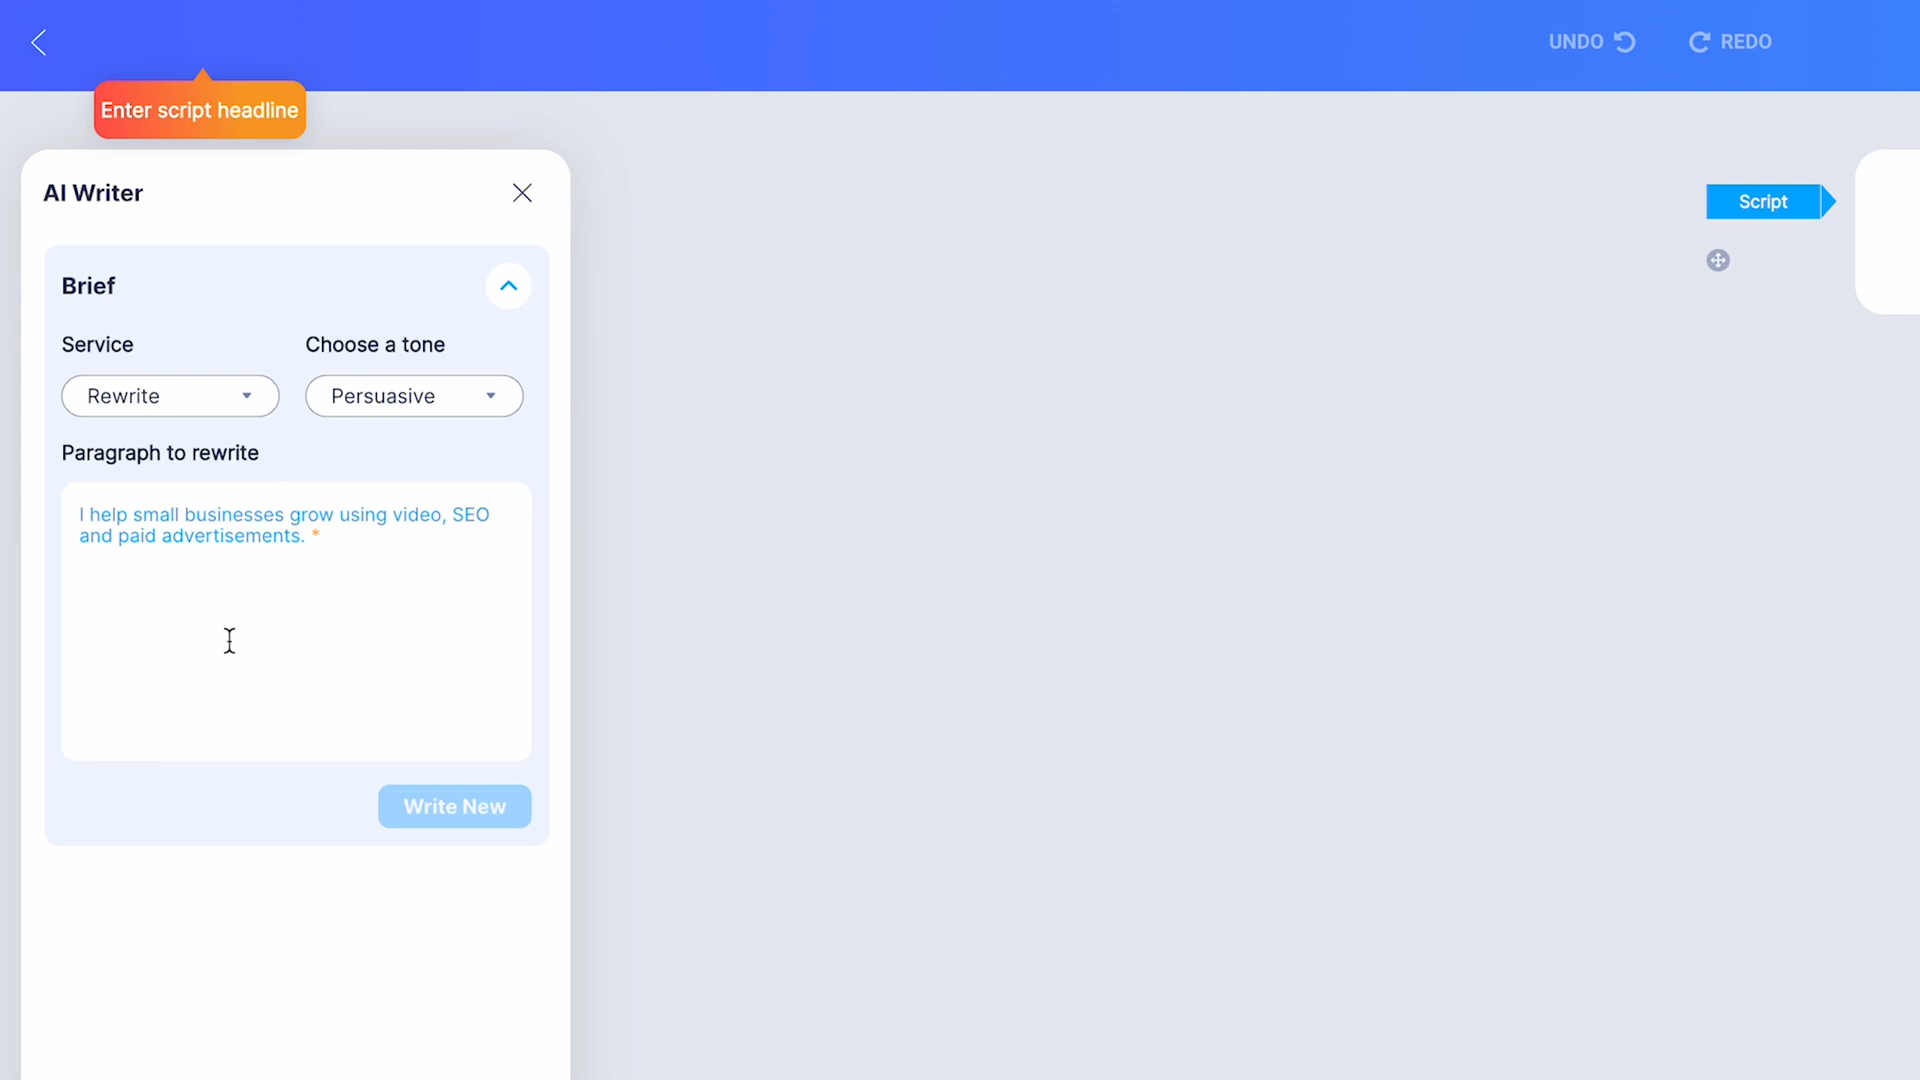 UNDO
REDO
Enter script headline
AI Writer
Script
Brief
Service
Choose a tone
Rewrite
Persuasive
Paragraph to rewrite
I help small businesses grow using video, SEO
and paid advertisements. *
Write New